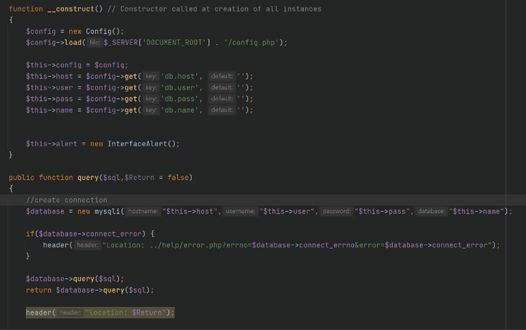 function __construct() // Constructor called at creation of all instances
{
$config = new Config();
$config->load( file: $_SERVER['DOCUMENT_ROOT'] . '/config.php');
$this->config = $config;
$this->host = $config->get( key: 'db.host', default: '');
$this->user = $config->get( key: 'db.user', default: '');
$this->pass = $config->get( key: 'db.pass', default: '');
$this->name = $config->get( key: 'db.name', default: '');
$this->alert = new InterfaceAlert();
}
public function query($sql,$Return = false)
{
//create connection
$database = new mysqli( hostname: "$this->host", username: "$this->user", password: "$this->pass", database: "$this->name");
if($database->connect_error) {
header( header: "Location: ../help/error.php?errno=$database->connect_errno&error=$database->connect_error");
}
$database->query($sql);
return $database->query($sql);
header( header: "location: $Return");